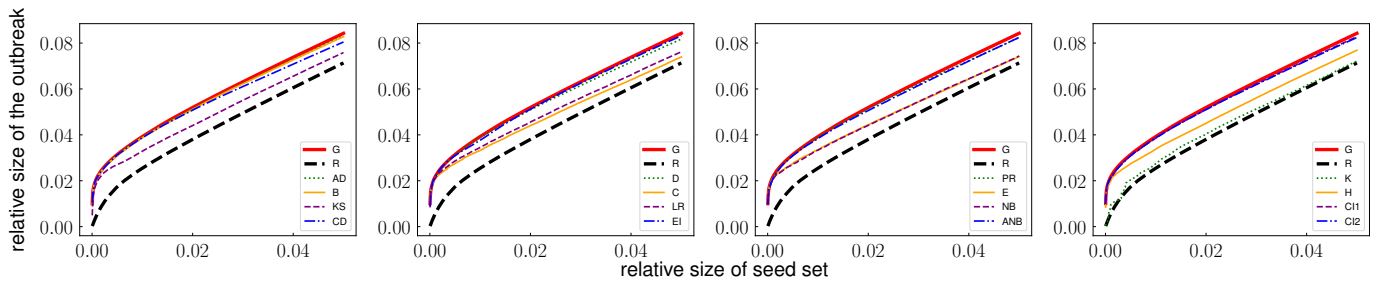 relative size of the outbreak
0.08
0.06
0.04
0.02
0.00
0.00 0.02 0.04
G
R
AD
B
KS
CD
0.08
0.06
0.04
0.02
0.00
0.00 0.02 0.04
G
R
D
C
LR
EI
0.08
0.06
0.04
0.02
0.00
0.00 0.02 0.04
G
R
PR
E
NB
ANB
0.08
0.06
0.04
0.02
0.00
0.00 0.02 0.04
G
R
K
H
CI1
CI2
relative size of seed set